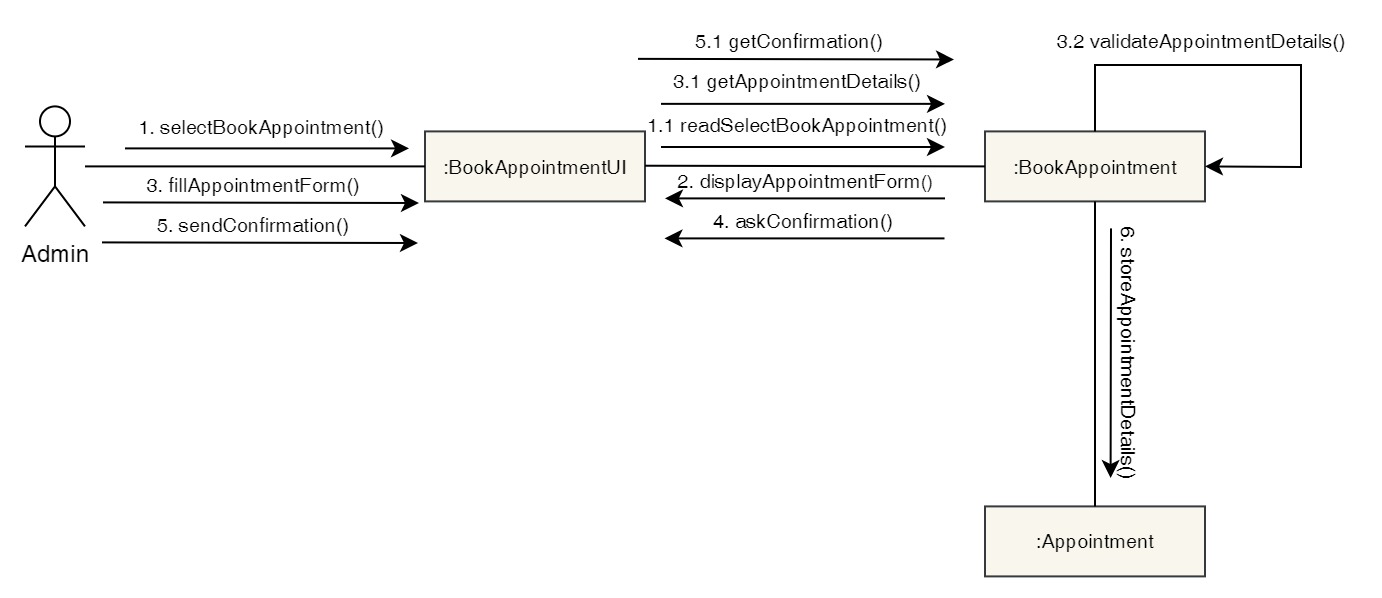 5.1 getConfirmation()
3.2 validateAppointmentDetails()
3.1 getAppointmentDetails()
1. selectBookAppointment()
1.1 readSelectBookAppointment()
:BookAppointmentUI
:BookAppointment
3. fillAppointmentForm()
2. displayAppointmentForm()
5. sendConfirmation()
4. askConfirmation()
Admin
6. storeAppointmentDetails()
:Appointment